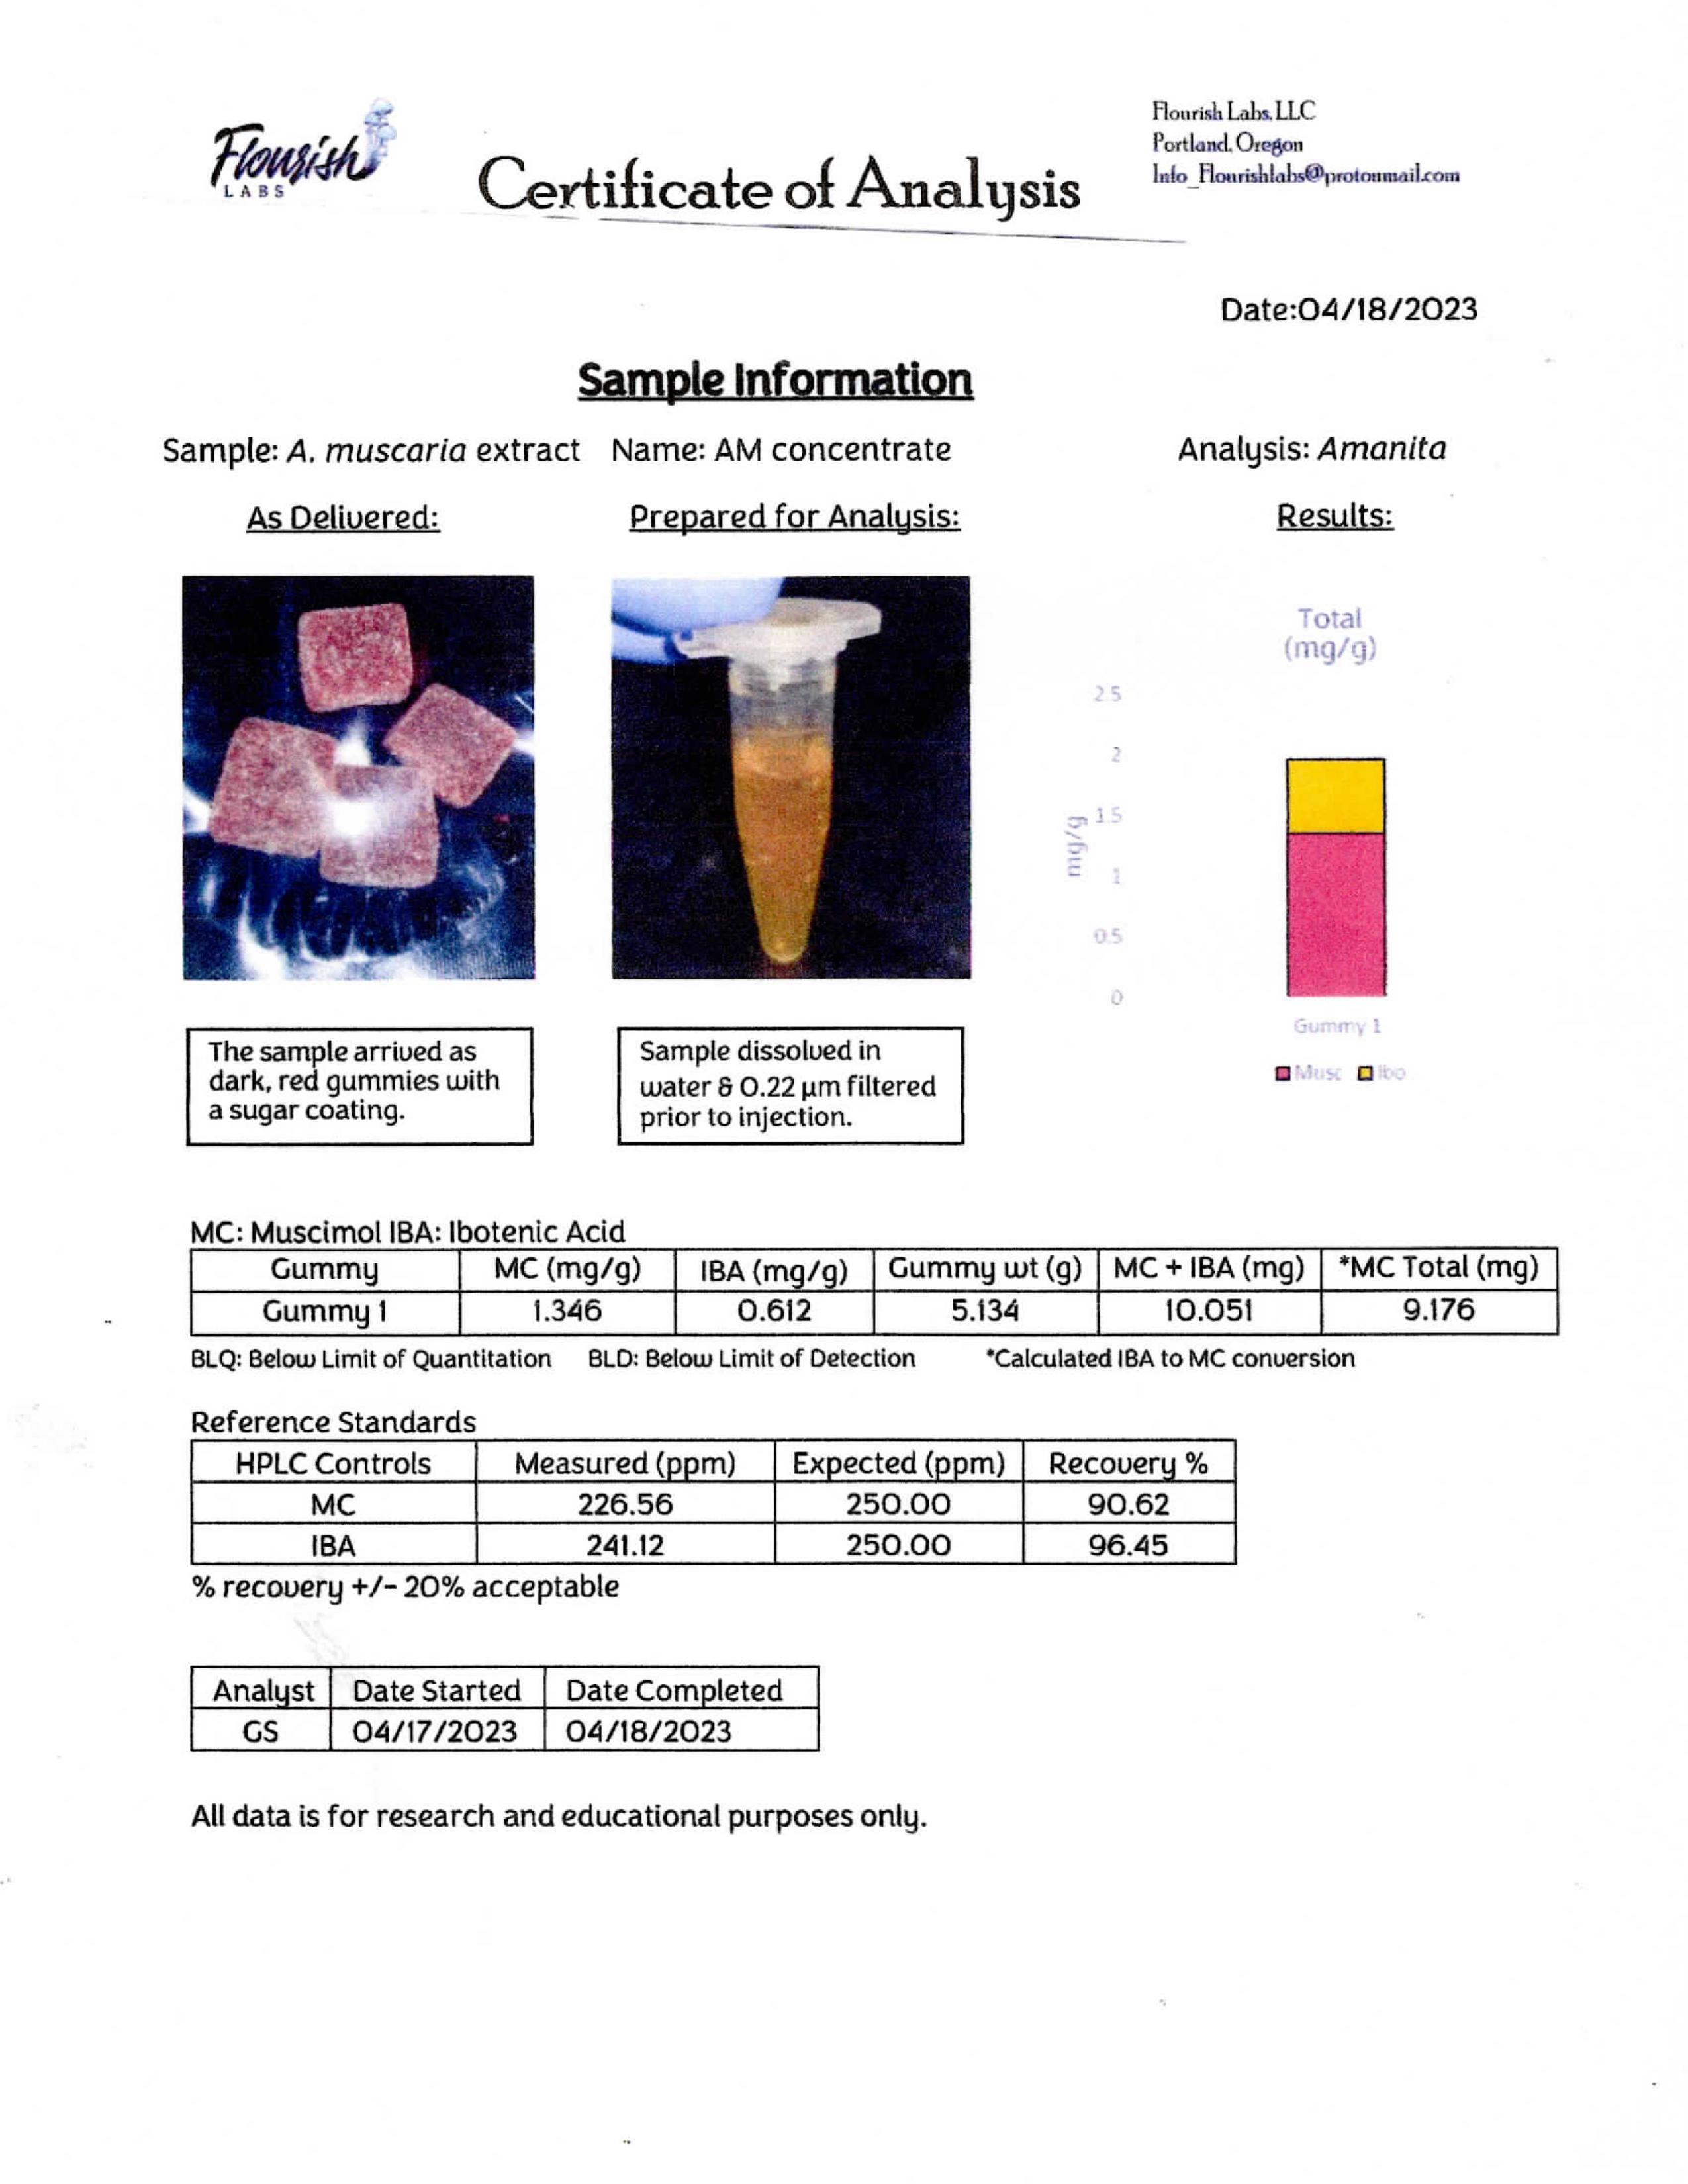 Flourish
LABS
Certificate of Analysis
Flourish Labs, LLC
Portland, Oregon
Info_Flourishlabs@protonmail.com
Date:04/18/2023
Sample Information
Sample: A. muscaria extract Name: AM concentrate Analysis: Amanita
As Delivered: Prepared for Analysis: Results:
Total
(mg/g)
2.5
2
1.5
1
0.5
0
mg/g
Gummy 1
Musc Ibo
The sample arrived as
dark, red gummies with
a sugar coating.
Sample dissolved in
water & 0.22 µm filtered
prior to injection.
MC: Muscimol IBA: Ibotenic Acid
Gummy MC (mg/g) IBA (mg/g) Gummy wt (g) MC + IBA (mg) *MC Total (mg)
Gummy 1 1.346 0.612 5.134 10.051 9.176
BLQ: Below Limit of Quantitation BLD: Below Limit of Detection *Calculated IBA to MC conversion
Reference Standards
HPLC Controls Measured (ppm) Expected (ppm) Recovery %
MC 226.56 250.00 90.62
IBA 241.12 250.00 96.45
% recovery +/- 20% acceptable
Analyst Date Started Date Completed
GS 04/17/2023 04/18/2023
All data is for research and educational purposes only.